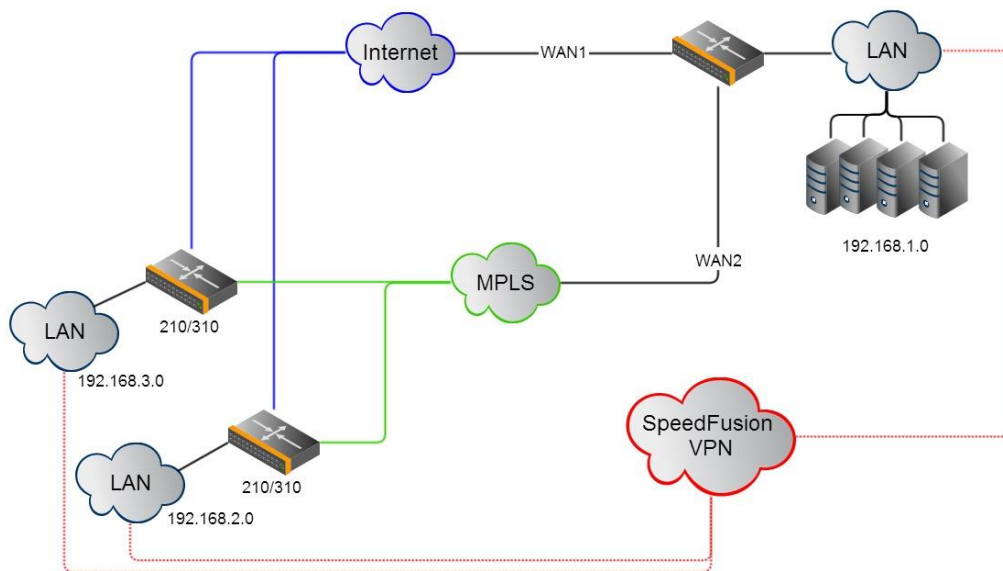 Internet
WAN1
LAN
192.168.1.0
WAN2
MPLS
210/310
LAN
192.168.3.0
SpeedFusion
VPN
LAN
210/310
192.168.2.0